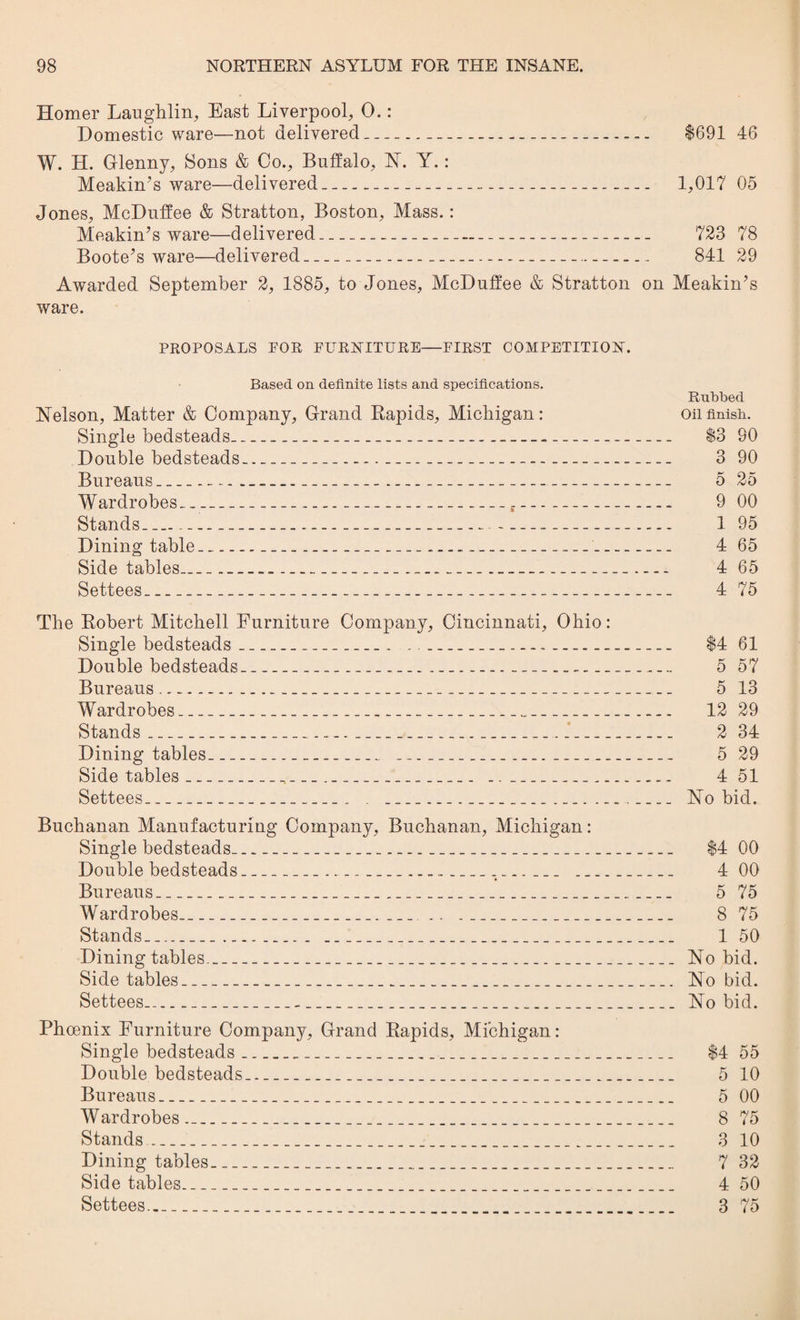 98 NORTHERN ASYLUM FOR THE INSANE.
Homer Laughlin, East Liverpool, O.:
Domestic ware—not delivered $691 46
W. H. Glenny, Sons & Co., Buffalo, N. Y.:
Meakin's ware—delivered 1,017 05
Jones, McDuffee & Stratton, Boston, Mass.:
Meakin's ware—delivered 723 78
Boote's ware—delivered 841 29
Awarded September 2, 1885, to Jones, McDuffee & Stratton on Meakin's
ware.
PROPOSALS FOR FURNITURE—FIRST COMPETITION.
Based on definite lists and specifications.
Rubbed
Nelson, Matter & Company, Grand Rapids, Michigan: Oil finish.
Single bedsteads $3 90
Double bedsteads 3 90
Bureaus 5 25
Wardrobes 9 00
Stands 1 95
Dining table 4 65
Side tables 4 65
Settees 4 75
The Robert Mitchell Furniture Company, Cincinnati, Ohio:
Single bedsteads $4 61
Double bedsteads 5 57
Bureaus 5 13
Wardrobes 12 29
Stands 2 34
Dining tables 5 29
Side tables 4 51
Settees No bid.
Buchanan Manufacturing Company, Buchanan, Michigan:
Single bedsteads $4 00
Double bedsteads 4 00
Bureaus 5 75
Wardrobes 8 75
Stands 1 50
Dining tables No bid.
Side tables No bid.
Settees No bid.
Phœnix Furniture Company, Grand Rapids, Michigan:
Single bedsteads $4 55
Double bedsteads 5 10
Bureaus 5 00
Wardrobes 8 75
Stands 3 10
Dining tables 7 32
Side tables 4 50
Settees 3 75